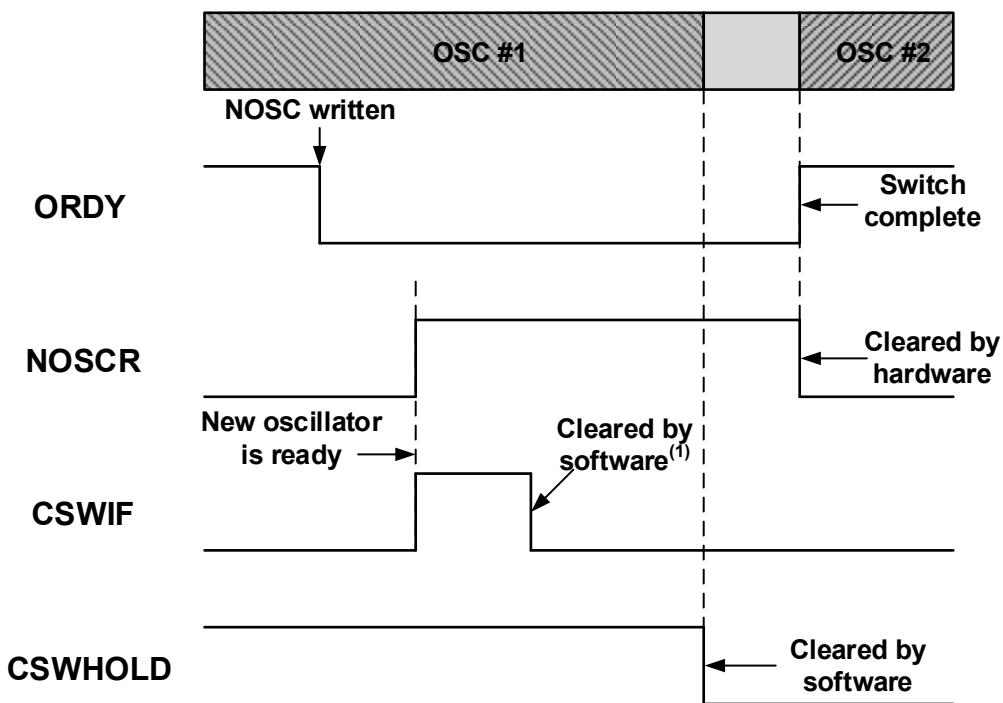 OSC #1
OSC #2
NOSC written
ORDY
Switch
complete
NOSCR
Cleared by
hardware
New oscillator
is ready
Cleared by
software(1)
CSWIF
CSWHOLD
Cleared by
software